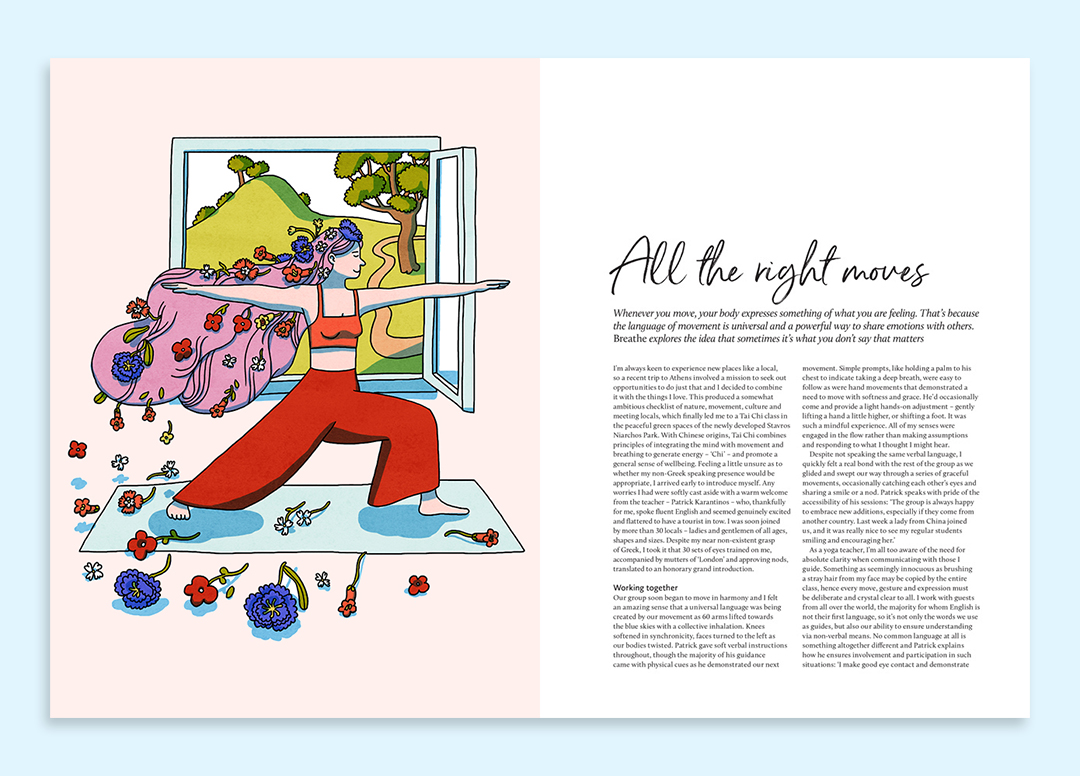 All the right moves
Whenever you move, your body expresses something of what you are feeling. That's because
the language of movement is universal and a powerful way to share emotions with others.
Breathe explores the idea that sometimes it's what you don't say that matters
I'm always keen to experience new places like a local,
so a recent trip to Athens involved a mission to seek out
opportunities to do just that and I decided to combine
it with the things I love. This produced a somewhat
ambitious checklist of nature, movement, culture and
meeting locals, which finally led me to a Tai Chi class in
the peaceful green spaces of the newly developed Stavros
Niarchos Park. With Chinese origins, Tai Chi combines
principles of integrating the mind with movement and
breathing to generate energy – 'Chi' – and promote a
general sense of wellbeing. Feeling a little unsure as to
whether my non-Greek speaking presence would be
appropriate, I arrived early to introduce myself. Any
worries I had were softly cast aside with a warm welcome
from the teacher – Patrick Karantinos – who, thankfully
for me, spoke fluent English and seemed genuinely excited
and flattered to have a tourist in tow. I was soon joined
by more than 30 locals – ladies and gentlemen of all ages,
shapes and sizes. Despite my near non-existent grasp
of Greek, I took it that 30 sets of eyes trained on me,
accompanied by mutters of 'London' and approving nods,
translated to an honorary grand introduction.
Working together
Our group soon began to move in harmony and I felt
an amazing sense that a universal language was being
created by our movement as 60 arms lifted towards
the blue skies with a collective inhalation. Knees
softened in synchronicity, faces turned to the left as
our bodies twisted. Patrick gave soft verbal instructions
throughout, though the majority of his guidance
came with physical cues as he demonstrated our next
movement. Simple prompts, like holding a palm to his
chest to indicate taking a deep breath, were easy to
follow as were hand movements that demonstrated a
need to move with softness and grace. He'd occasionally
come and provide a light hands-on adjustment – gently
lifting a hand a little higher, or shifting a foot. It was
such a mindful experience. All of my senses were
engaged in the flow rather than making assumptions
and responding to what I thought I might hear.
Despite not speaking the same verbal language, I
quickly felt a real bond with the rest of the group as we
glided and swept our way through a series of graceful
movements, occasionally catching each other's eyes and
sharing a smile or a nod. Patrick speaks with pride of the
accessibility of his sessions: 'The group is always happy
to embrace new additions, especially if they come from
another country. Last week a lady from China joined
us, and it was really nice to see my regular students
smiling and encouraging her.'
As a yoga teacher, I'm all too aware of the need for
absolute clarity when communicating with those I
guide. Something as seemingly innocuous as brushing
a stray hair from my face may be copied by the entire
class, hence every move, gesture and expression must
be deliberate and crystal clear to all. I work with guests
from all over the world, the majority for whom English is
not their first language, so it's not only the words we use
as guides, but also our ability to ensure understanding
via non-verbal means. No common language at all is
something altogether different and Patrick explains
how he ensures involvement and participation in such
situations: 'I make good eye contact and demonstrate